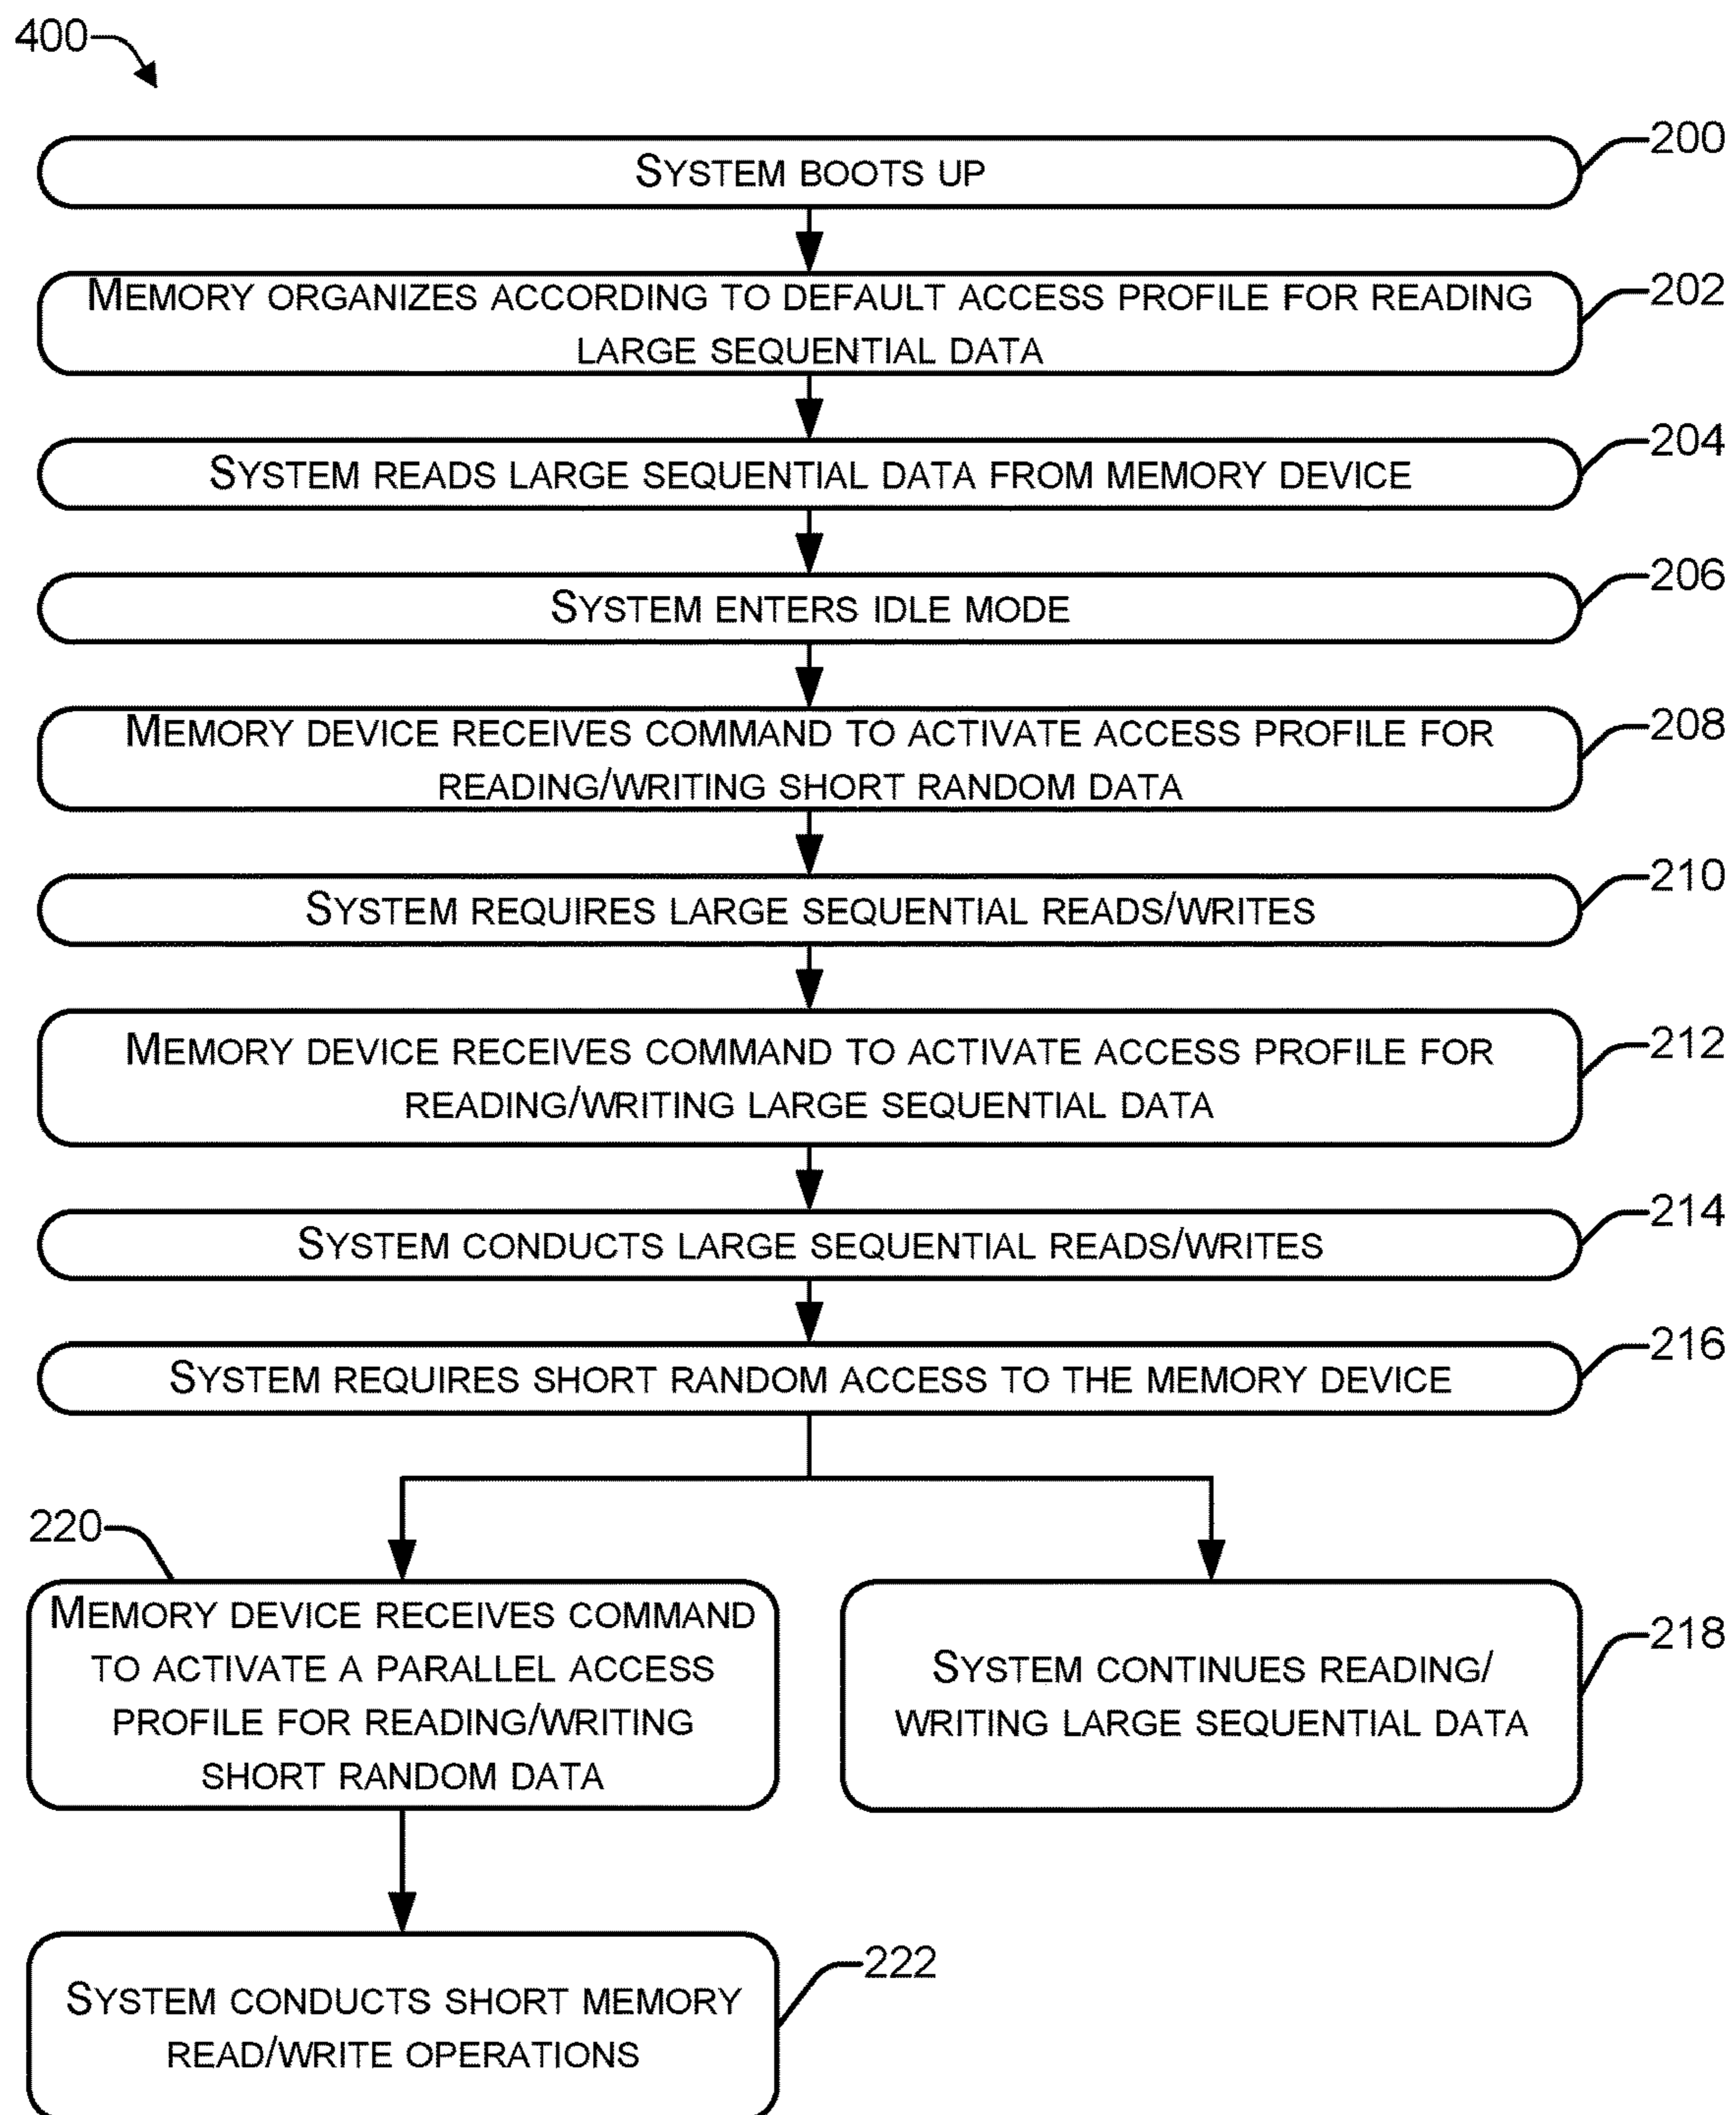 400
200
SYSTEM BOOTS UP
202
MEMORY ORGANIZES ACCORDING TO DEFAULT ACCESS PROFILE FOR READING
LARGE SEQUENTIAL DATA
204
SYSTEM READS LARGE SEQUENTIAL DATA FROM MEMORY DEVICE
206
SYSTEM ENTERS IDLE MODE
208
MEMORY DEVICE RECEIVES COMMAND TO ACTIVATE ACCESS PROFILE FOR
READING/WRITING SHORT RANDOM DATA
210
SYSTEM REQUIRES LARGE SEQUENTIAL READS/WRITES
212
MEMORY DEVICE RECEIVES COMMAND TO ACTIVATE ACCESS PROFILE FOR
READING/WRITING LARGE SEQUENTIAL DATA
214
SYSTEM CONDUCTS LARGE SEQUENTIAL READS/WRITES
216
SYSTEM REQUIRES SHORT RANDOM ACCESS TO THE MEMORY DEVICE
220
MEMORY DEVICE RECEIVES COMMAND
TO ACTIVATE A PARALLEL ACCESS
PROFILE FOR READING/WRITING
SHORT RANDOM DATA
218
SYSTEM CONTINUES READING/
WRITING LARGE SEQUENTIAL DATA
222
SYSTEM CONDUCTS SHORT MEMORY
READ/WRITE OPERATIONS